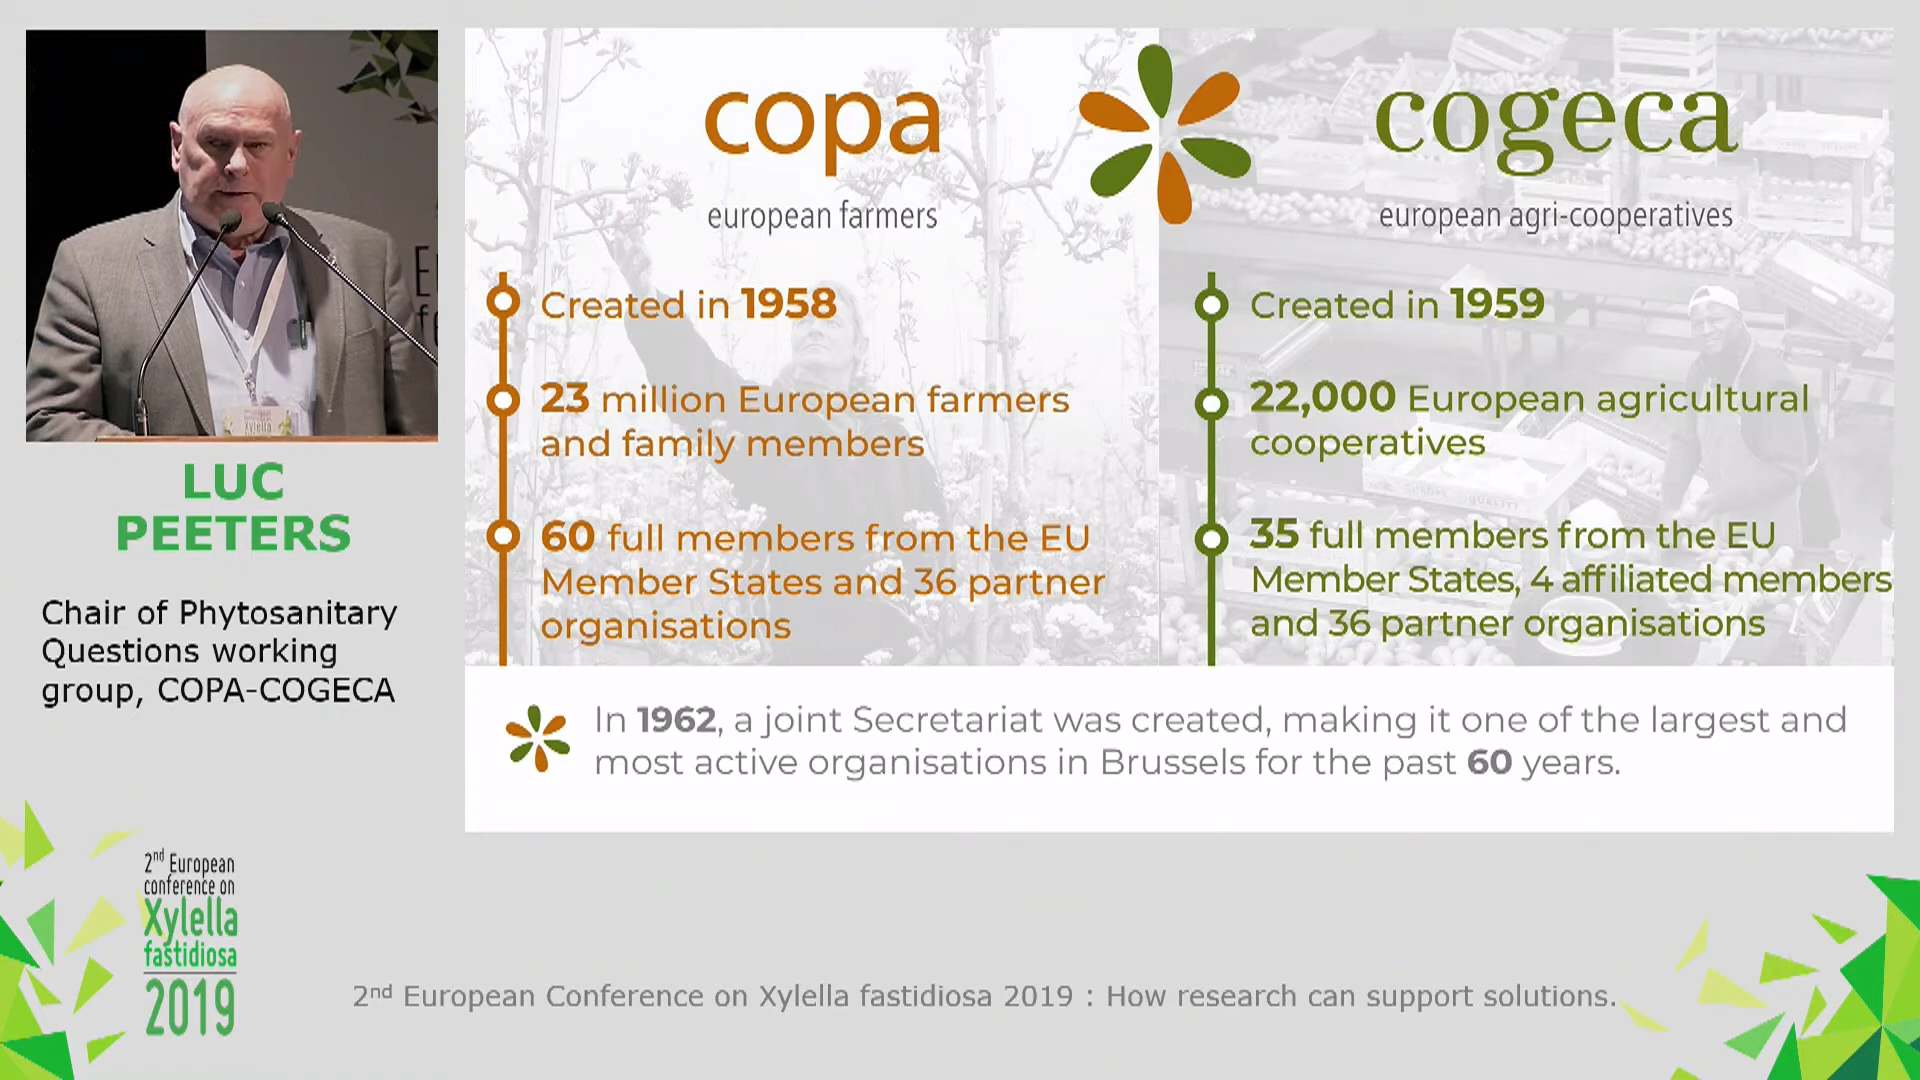 copa
european farmers
Created in 1958
23 million European farmers
and family members
60 full members from the EU
Member States and 36 partner
organisations
cogeca
european agri-cooperatives
Created in 1959
22,000 European agricultural
cooperatives
35 full members from the EU
Member States, 4 affiliated members
and 36 partner organisations
In 1962, a joint Secretariat was created, making it one of the largest and
most active organisations in Brussels for the past 60 years.
LUC
PEETERS
Chair of Phytosanitary
Questions working
group, COPA-COGECA
2nd European
conference on
Xylella
fastidiosa
2019
2nd European Conference on Xylella fastidiosa 2019 : How research can support solutions.